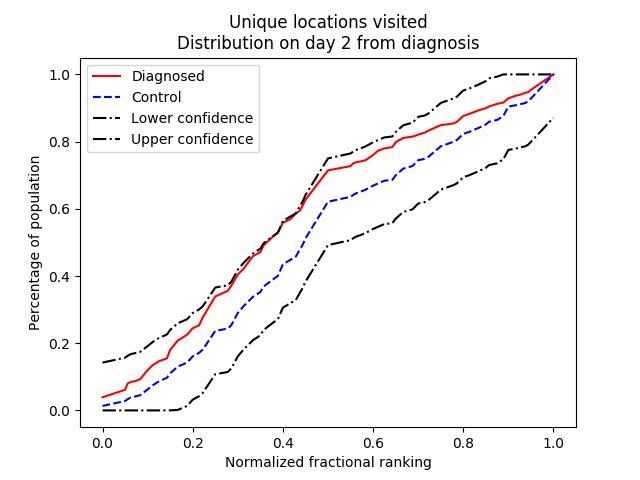 Unique locations visited
Distribution on day 2 from diagnosis
Diagnosed
Control
Lower confidence
Upper confidence
Percentage of population
1.0
0.8
0.6
0.4
0.2
0.0
0.0 0.2 0.4 0.6 0.8 1.0
Normalized fractional ranking